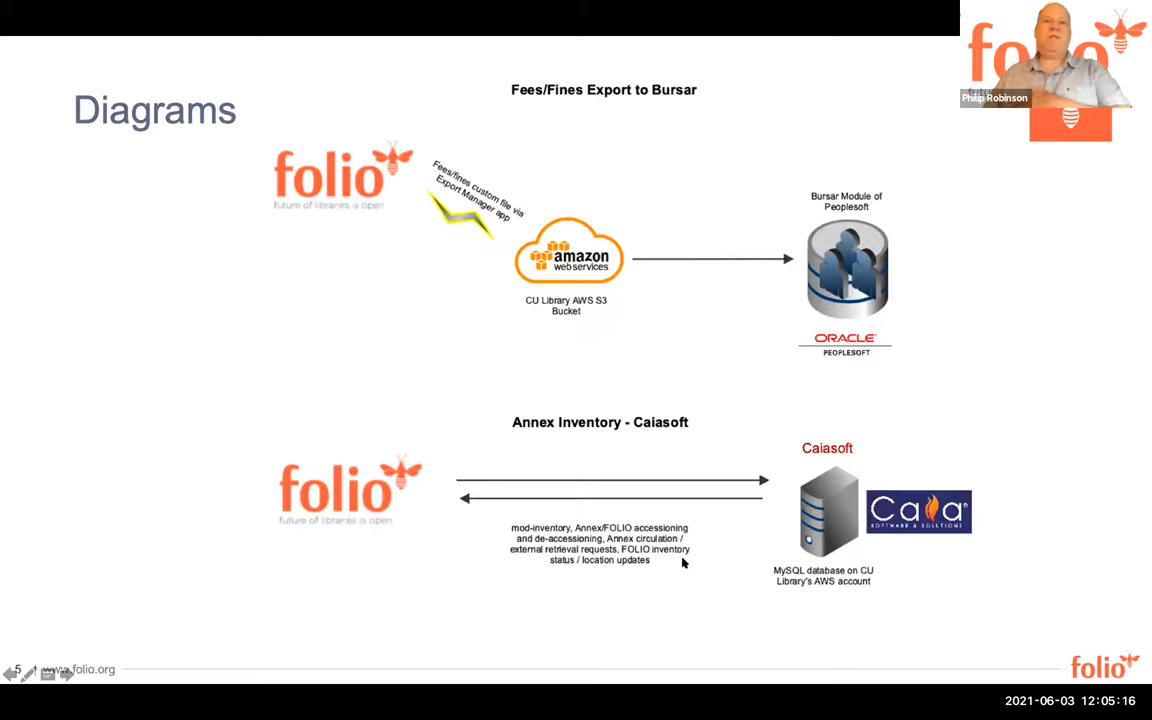 Diagrams
Fees/Fines Export to Bursar
folio
Philip Robinson
folio
future of libraries is open
Fees/fines custom file via
Export Manager app
amazon
webservices
CU Library AWS S3
Bucket
Bursar Module of
Peoplesoft
ORACLE
PEOPLESOFT
Annex Inventory - Caiasoft
folio
future of libraries is open
mod-inventory, Annex/FOLIO accessioning
and de-accessioning, Annex circulation /
external retrieval requests, FOLIO inventory
status / location updates
Caiasoft
Caia
SOFTWARE & SOLUTIONS
MySQL database on CU
Library's AWS account
5
www.folio.org
folio
2021-06-03 12:05:16